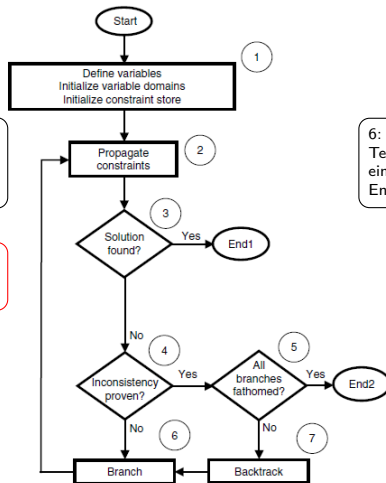 Start
1
Define variables
Initialize variable domains
Initialize constraint store
Propagate
constraints
2
6:
Te
ein
En
3
Solution
found?
Yes
End1
No
4
5
Inconsistency
proven?
Yes
All
branches
fathomed?
Yes
End2
No
6
No
7
Branch
Backtrack